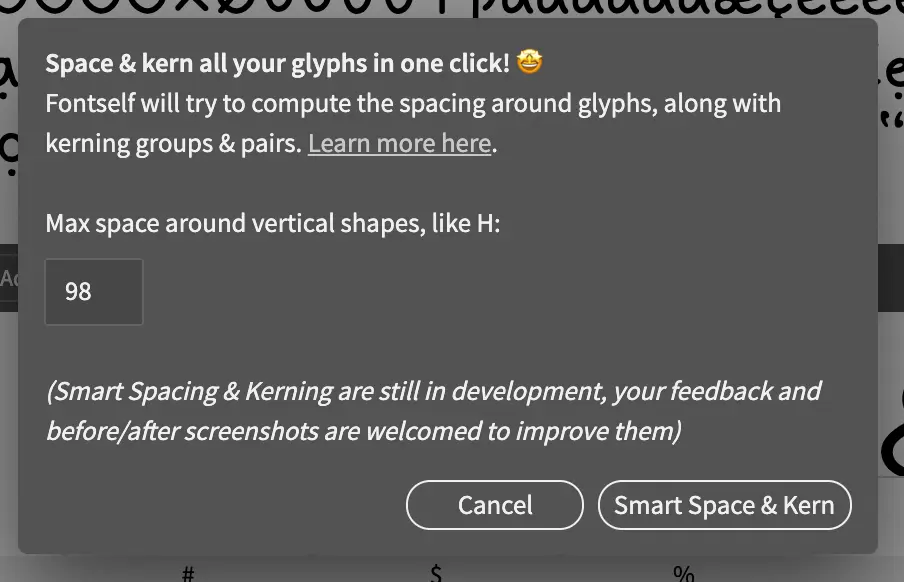 Space & kern all your glyphs in one click! 🤩
Fontself will try to compute the spacing around glyphs, along with
kerning groups & pairs. Learn more here.
Max space around vertical shapes, like H:
98
(Smart Spacing & Kerning are still in development, your feedback and
before/after screenshots are welcomed to improve them)
Cancel Smart Space & Kern
# $ %